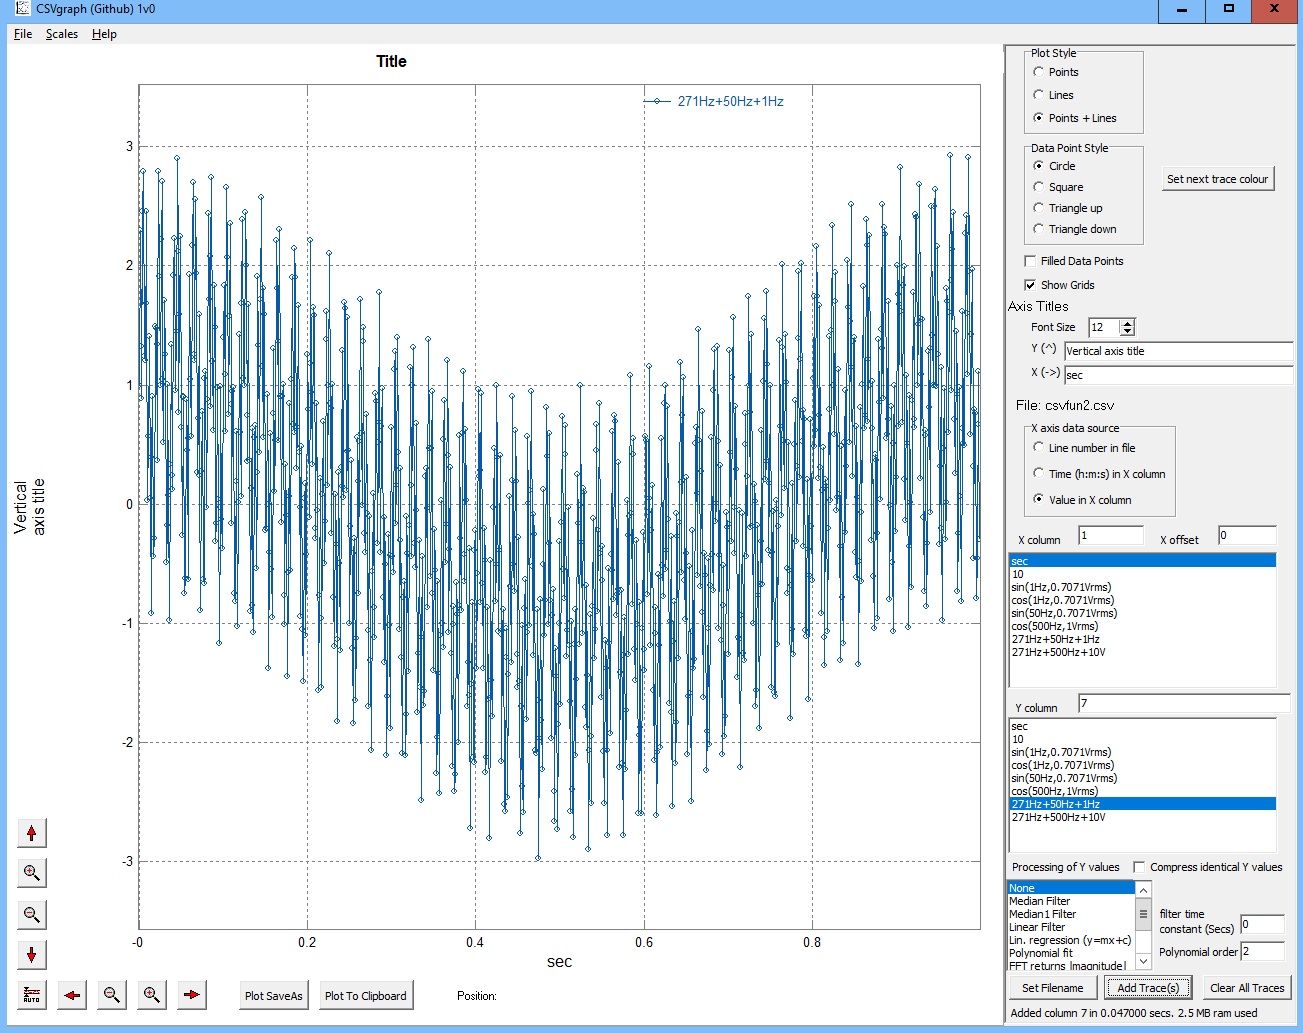 CSVgraph (Github) 1v0
X
File Scales Help
Title
271Hz+50Hz+1Hz
3
2
1
0
-1
-2
-3
Vertical
axis title
-0 0.2 0.4 0.6 0.8
sec
AUTO
Plot SaveAs
Plot To Clipboard
Position:
Plot Style
Points
Lines
Points + Lines
Data Point Style
Circle
Square
Triangle up
Triangle down
Set next trace colour
Filled Data Points
Show Grids
Axis Titles
Font Size 12
Y (^) Vertical axis title
X (->) sec
File: csvfun2.csv
X axis data source
Line number in file
Time (h:m:s) in X column
Value in X column
X column 1 X offset 0
sec
10
sin(1Hz,0.7071Vrms)
cos(1Hz,0.7071Vrms)
sin(50Hz,0.7071Vrms)
cos(500Hz,1Vrms)
271Hz+50Hz+1Hz
271Hz+500Hz+10V
Y column 7
sec
10
sin(1Hz,0.7071Vrms)
cos(1Hz,0.7071Vrms)
sin(50Hz,0.7071Vrms)
cos(500Hz,1Vrms)
271Hz+50Hz+1Hz
271Hz+500Hz+10V
Processing of Y values Compress identical Y values
None
Median Filter
Median1 Filter
Linear Filter
Lin. regression (y=mx+c)
Polynomial fit
FFT returns |magnitude|
filter time
constant (Secs) 0
Polynomial order 2
Set Filename Add Trace(s) Clear All Traces
Added column 7 in 0.047000 secs. 2.5 MB ram used